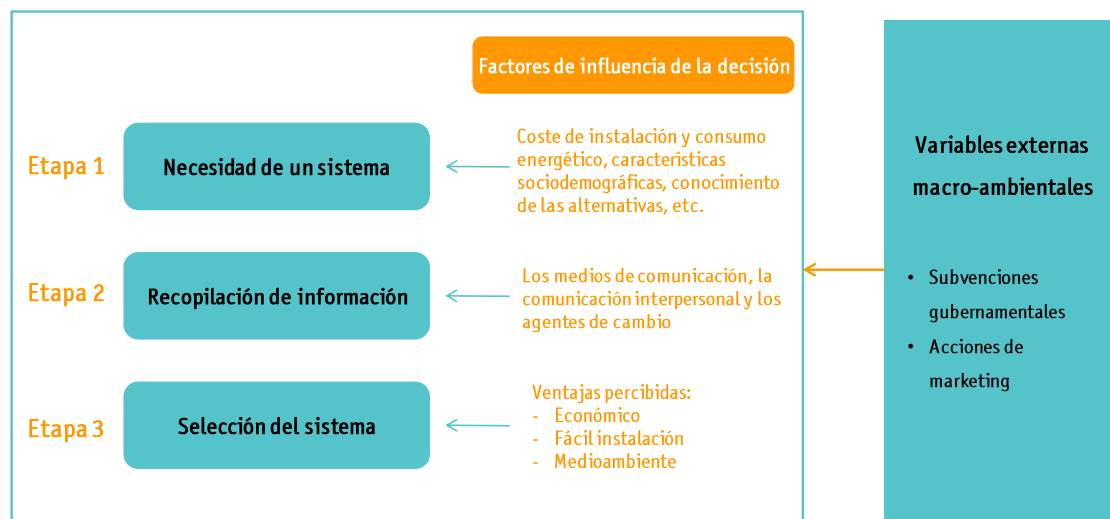 Factores de influencia de la decisión
Etapa 1
Necesidad de un sistema
Coste de instalación y consumo
energético, características
sociodemográficas, conocimiento
de las alternativas, etc.
Etapa 2
Recopilación de información
Los medios de comunicación, la
comunicación interpersonal y los
agentes de cambio
Etapa 3
Selección del sistema
Ventajas percibidas:
- Económico
- Fácil instalación
- Medioambiente
Variables externas
macro-ambientales
• Subvenciones
gubernamentales
• Acciones de
marketing